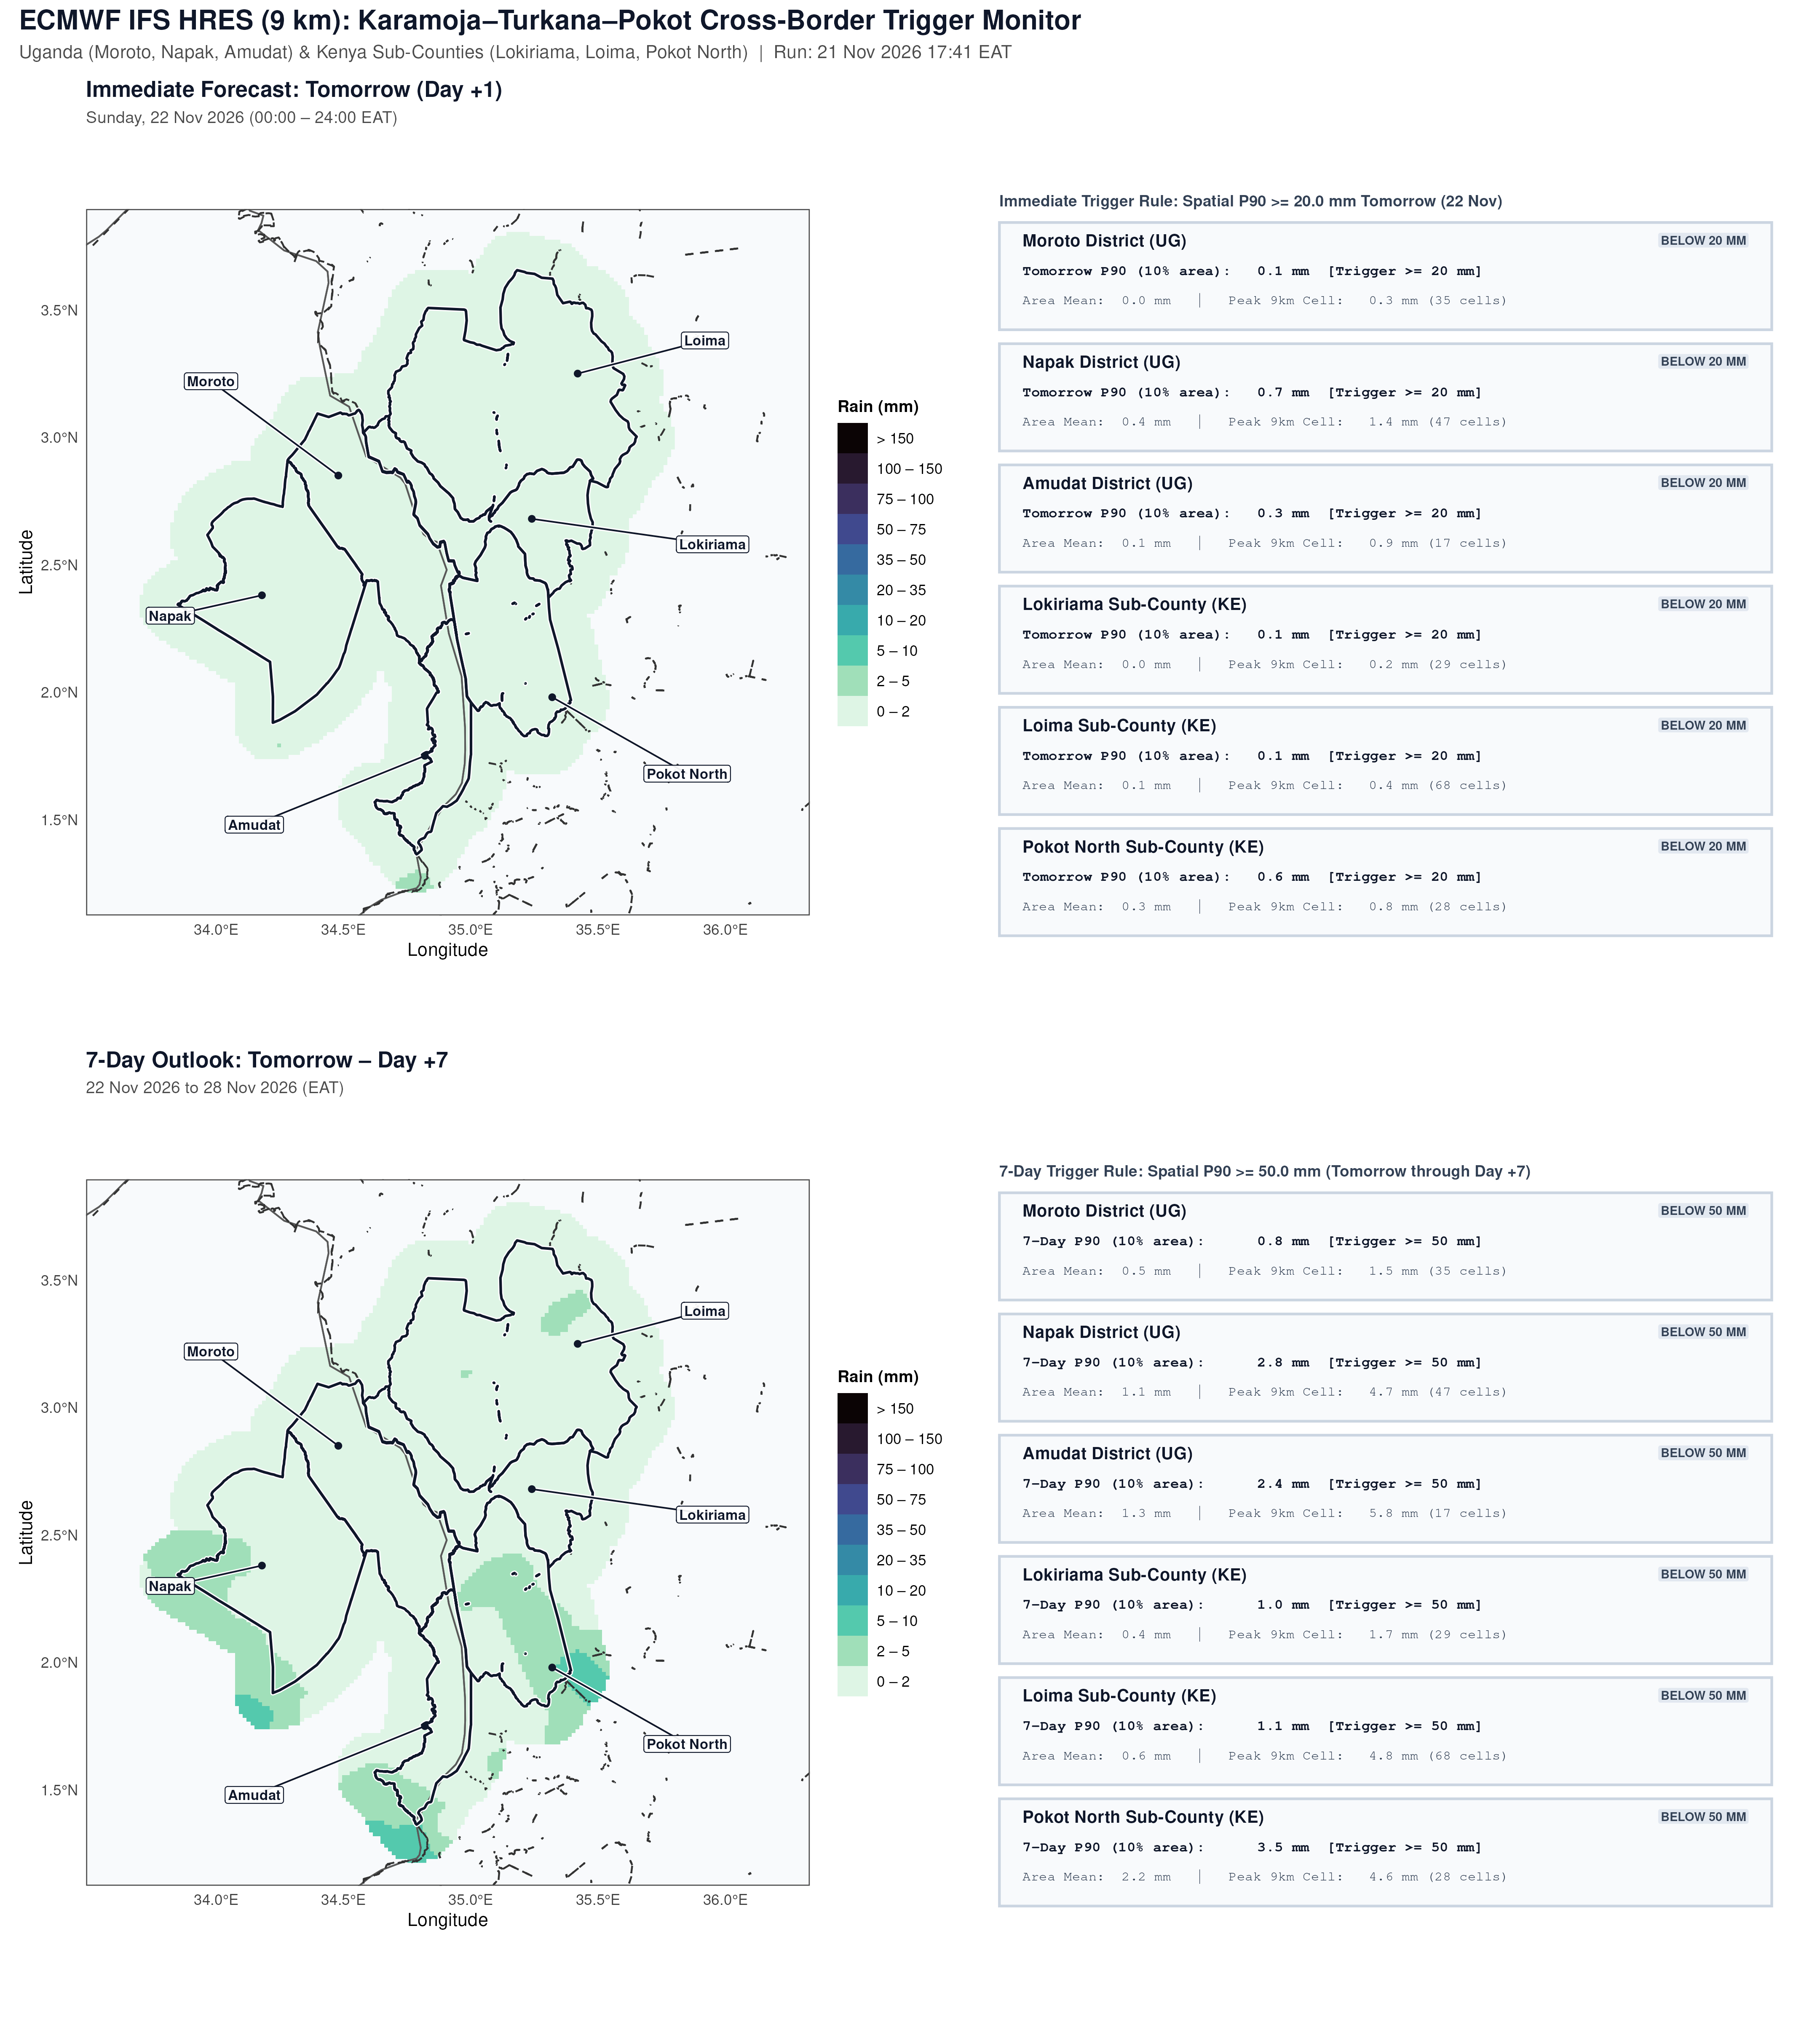 ECMWF IFS HRES (9 km): Karamoja–Turkana–Pokot Cross-Border Trigger Monitor
Uganda (Moroto, Napak, Amudat) & Kenya Sub-Counties (Lokiriama, Loima, Pokot North) | Run: 21 Nov 2026 17:41 EAT
Immediate Forecast: Tomorrow (Day +1)
Sunday, 22 Nov 2026 (00:00 – 24:00 EAT)
Latitude
3.5°N
3.0°N
2.5°N
2.0°N
1.5°N
Loima
Moroto
Lokiriama
Napak
Pokot North
Amudat
34.0°E
34.5°E
35.0°E
35.5°E
36.0°E
Longitude
Rain (mm)
> 150
100 – 150
75 – 100
50 – 75
35 – 50
20 – 35
10 – 20
5 – 10
2 – 5
0 – 2
Immediate Trigger Rule: Spatial P90 >= 20.0 mm Tomorrow (22 Nov)
Moroto District (UG) BELOW 20 MM
Tomorrow P90 (10% area): 0.1 mm [Trigger >= 20 mm]
Area Mean: 0.0 mm | Peak 9km Cell: 0.3 mm (35 cells)
Napak District (UG) BELOW 20 MM
Tomorrow P90 (10% area): 0.7 mm [Trigger >= 20 mm]
Area Mean: 0.4 mm | Peak 9km Cell: 1.4 mm (47 cells)
Amudat District (UG) BELOW 20 MM
Tomorrow P90 (10% area): 0.3 mm [Trigger >= 20 mm]
Area Mean: 0.1 mm | Peak 9km Cell: 0.9 mm (17 cells)
Lokiriama Sub-County (KE) BELOW 20 MM
Tomorrow P90 (10% area): 0.1 mm [Trigger >= 20 mm]
Area Mean: 0.0 mm | Peak 9km Cell: 0.2 mm (29 cells)
Loima Sub-County (KE) BELOW 20 MM
Tomorrow P90 (10% area): 0.1 mm [Trigger >= 20 mm]
Area Mean: 0.1 mm | Peak 9km Cell: 0.4 mm (68 cells)
Pokot North Sub-County (KE) BELOW 20 MM
Tomorrow P90 (10% area): 0.6 mm [Trigger >= 20 mm]
Area Mean: 0.3 mm | Peak 9km Cell: 0.8 mm (28 cells)
7-Day Outlook: Tomorrow – Day +7
22 Nov 2026 to 28 Nov 2026 (EAT)
Latitude
3.5°N
3.0°N
2.5°N
2.0°N
1.5°N
Loima
Moroto
Lokiriama
Napak
Pokot North
Amudat
34.0°E
34.5°E
35.0°E
35.5°E
36.0°E
Longitude
Rain (mm)
> 150
100 – 150
75 – 100
50 – 75
35 – 50
20 – 35
10 – 20
5 – 10
2 – 5
0 – 2
7-Day Trigger Rule: Spatial P90 >= 50.0 mm (Tomorrow through Day +7)
Moroto District (UG) BELOW 50 MM
7–Day P90 (10% area): 0.8 mm [Trigger >= 50 mm]
Area Mean: 0.5 mm | Peak 9km Cell: 1.5 mm (35 cells)
Napak District (UG) BELOW 50 MM
7–Day P90 (10% area): 2.8 mm [Trigger >= 50 mm]
Area Mean: 1.1 mm | Peak 9km Cell: 4.7 mm (47 cells)
Amudat District (UG) BELOW 50 MM
7–Day P90 (10% area): 2.4 mm [Trigger >= 50 mm]
Area Mean: 1.3 mm | Peak 9km Cell: 5.8 mm (17 cells)
Lokiriama Sub-County (KE) BELOW 50 MM
7–Day P90 (10% area): 1.0 mm [Trigger >= 50 mm]
Area Mean: 0.4 mm | Peak 9km Cell: 1.7 mm (29 cells)
Loima Sub-County (KE) BELOW 50 MM
7–Day P90 (10% area): 1.1 mm [Trigger >= 50 mm]
Area Mean: 0.6 mm | Peak 9km Cell: 4.8 mm (68 cells)
Pokot North Sub-County (KE) BELOW 50 MM
7–Day P90 (10% area): 3.5 mm [Trigger >= 50 mm]
Area Mean: 2.2 mm | Peak 9km Cell: 4.6 mm (28 cells)